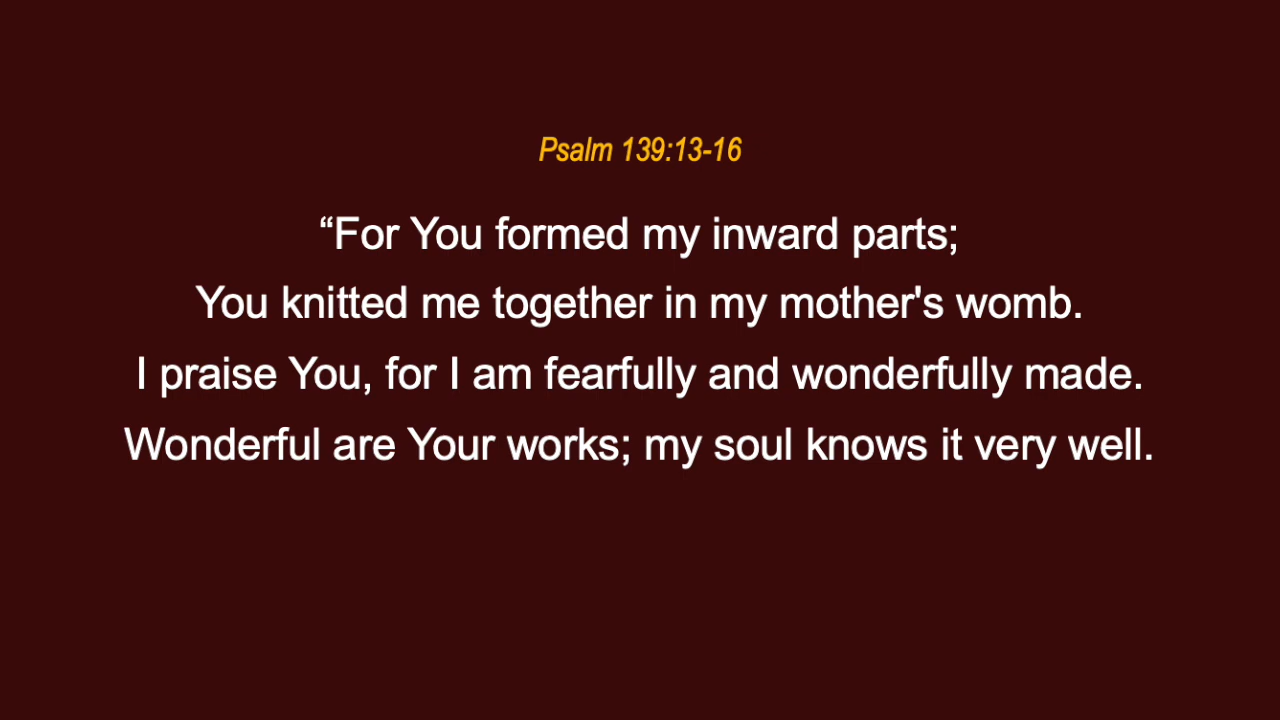 Psalm 139:13-16
“For You formed my inward parts;
You knitted me together in my mother's womb.
I praise You, for I am fearfully and wonderfully made.
Wonderful are Your works; my soul knows it very well.